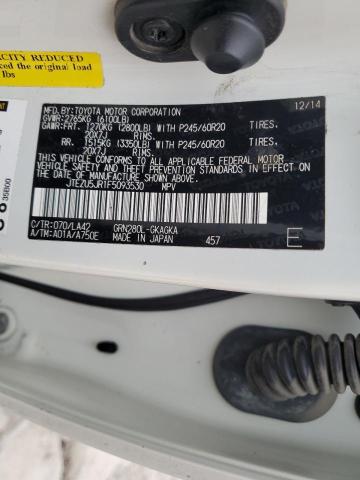 CITY REDUCED
ced the original load
lbs
MFD. BY: TOYOTA MOTOR CORPORATION 12/14
GVWR:2765KG (6100LB)
GAWR:FRT. 1270KG (2800LB) WITH P245/60R20 TIRES,
20X7J RIMS,
RR. 1515KG (3350LB) WITH P245/60R20 TIRES,
20X7J RIMS,
THIS VEHICLE CONFORMS TO ALL APPLICABLE FEDERAL
MOTOR VEHICLE SAFETY, AND THEFT PREVENTION
STANDARDS IN EFFECT ON THE DATE OF
MANUFACTURE SHOWN ABOVE.
JTEZU5JR1F5093530 MPV
C/TR:070/LA42 GRN280L-GKAGKA
A/TM:A01A/A750E MADE IN JAPAN 457 E
35B00